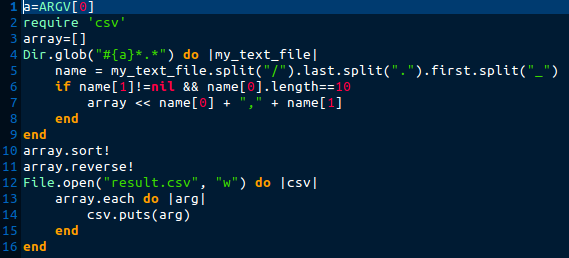 1 a=ARGV[0]
2 require 'csv'
3 array=[]
4 Dir.glob("#{a}*.*") do |my_text_file|
5     name = my_text_file.split("/").last.split(".").first.split("_")
6     if name[1]!=nil && name[0].length==10
7         array << name[0] + "," + name[1]
8     end
9 end
10 array.sort!
11 array.reverse!
12 File.open("result.csv", "w") do |csv|
13     array.each do |arg|
14         csv.puts(arg)
15     end
16 end